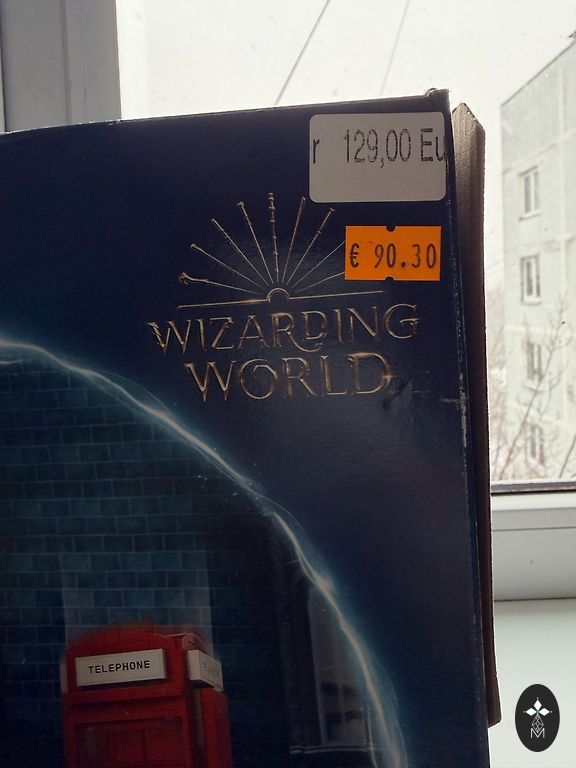 r 129,00 Eu
€ 90.30
WIZARDING
WORLD
TELEPHONE